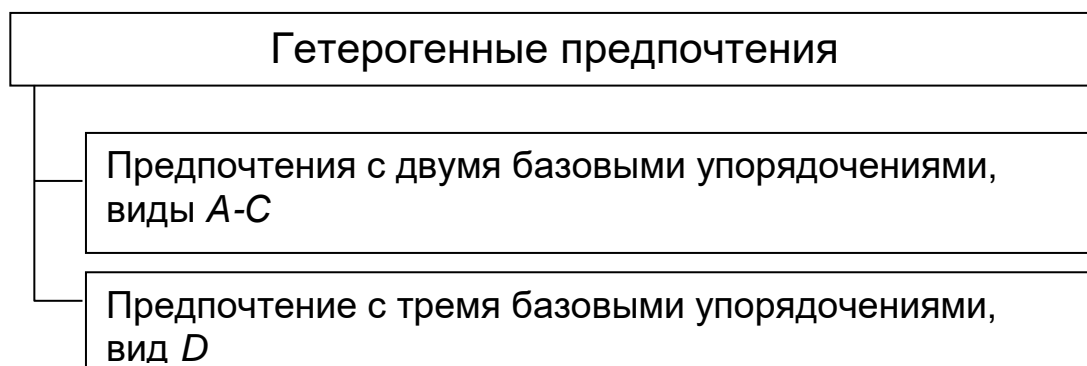 Гетерогенные предпочтения
Предпочтения с двумя базовыми упорядочениями,
виды A-C
Предпочтение с тремя базовыми упорядочениями,
вид D